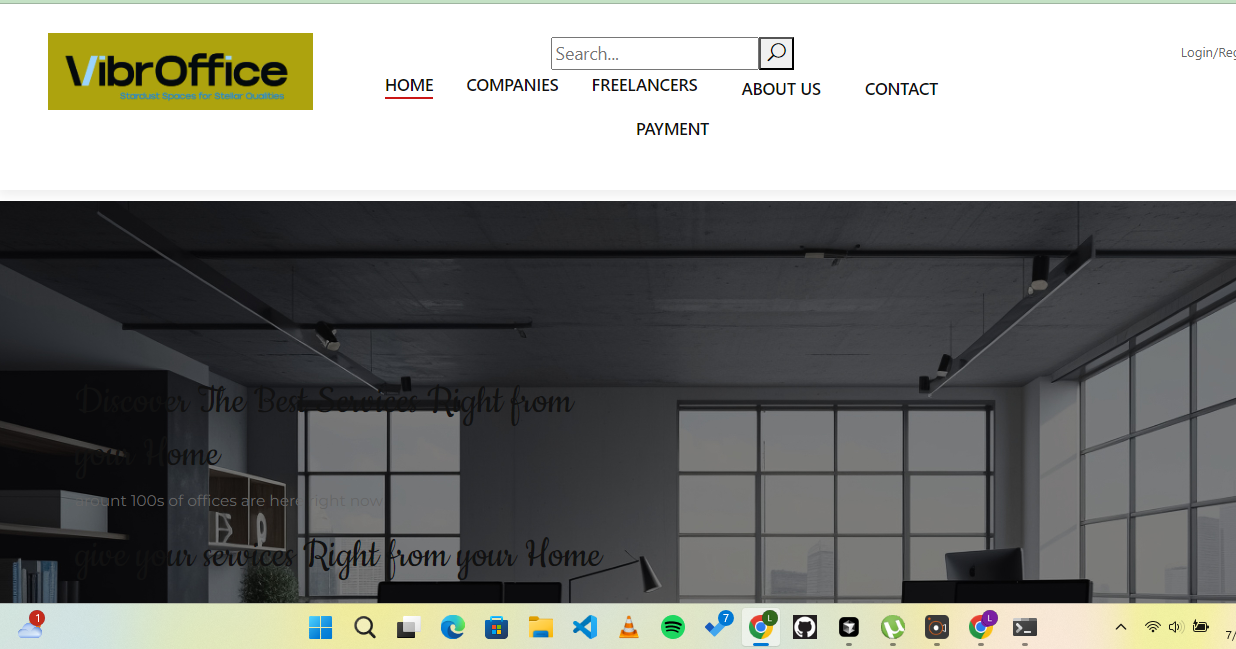 VibrOffice
Stardust Spaces for Stellar Qualities
Search...
Login/Reg
HOME COMPANIES FREELANCERS ABOUT US CONTACT
PAYMENT
Discover The Best Services Right from
your Home
arount 100s of offices are here right now
give your services Right from your Home
1
7
L
L
7/